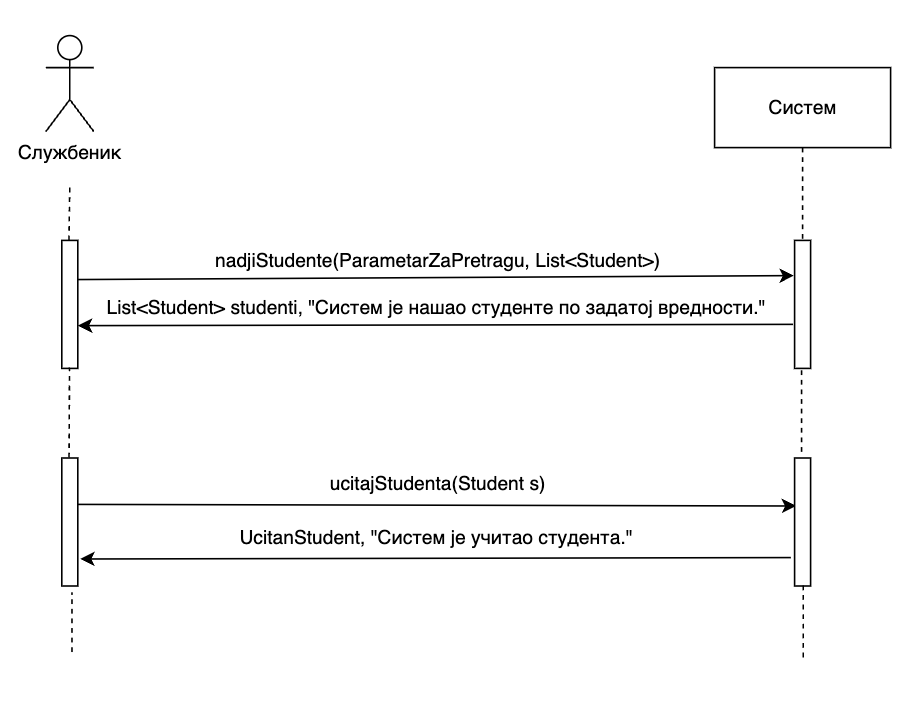 Службеник
Систем
nadjiStudente(ParametarZaPretragu, List<Student>)
List<Student> studenti, "Систем је нашао студенте по задатој вредности."
ucitajStudenta(Student s)
UcitanStudent, "Систем је учитао студента."